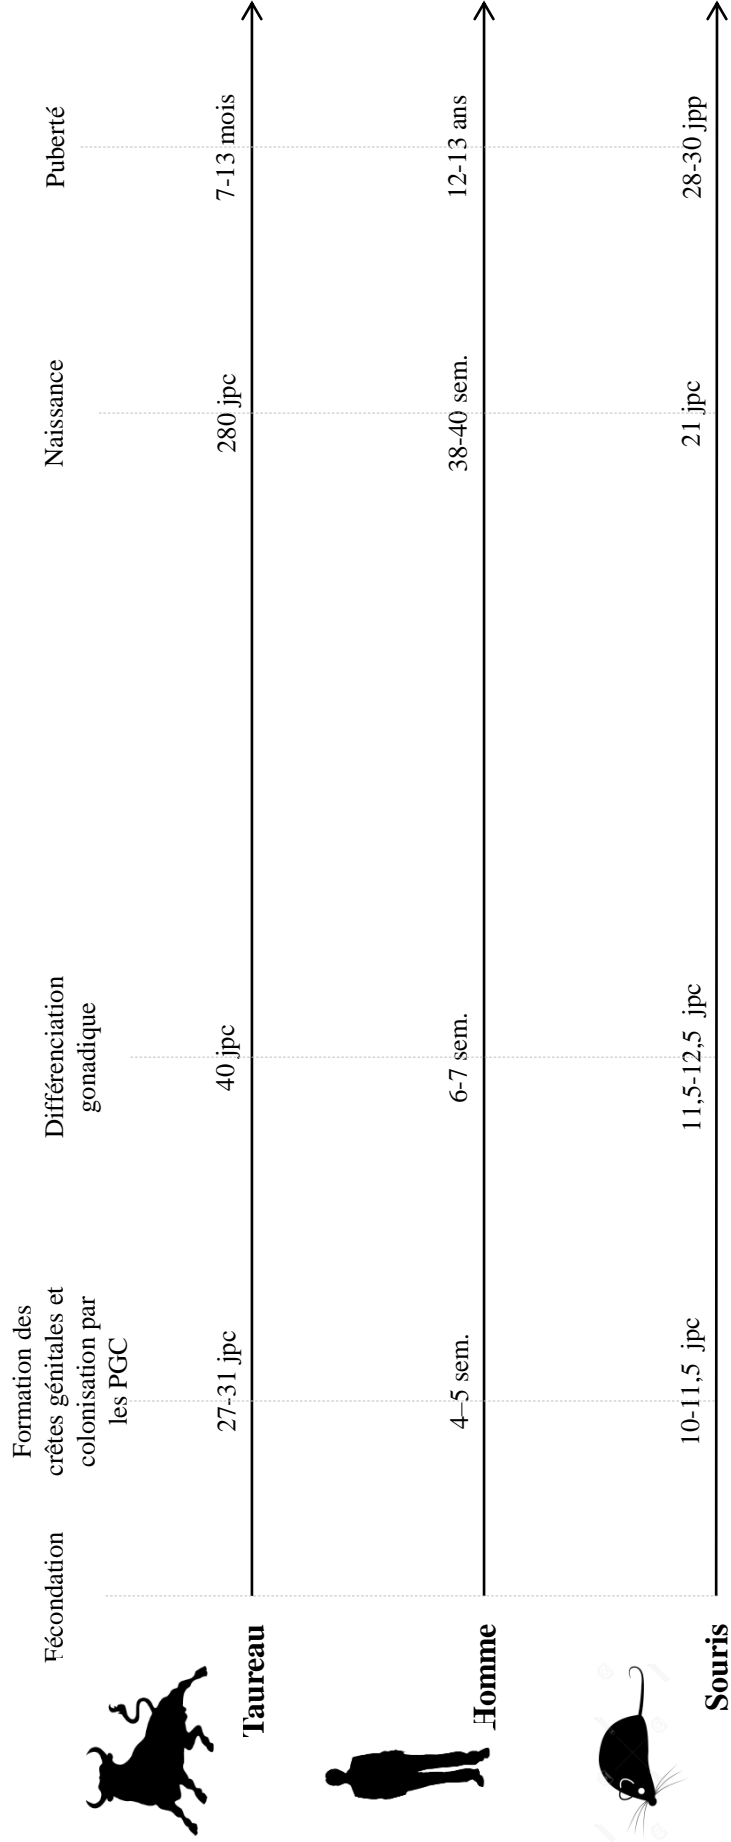 Fécondation
Formation des
crêtes génitales et
colonisation par
les PGC
Différenciation
gonadique
Naissance
Puberté
Taureau
27-31 jpc
40 jpc
280 jpc
7-13 mois
Homme
4–5 sem.
6-7 sem.
38-40 sem.
12-13 ans
Souris
10-11,5 jpc
11,5-12,5 jpc
21 jpc
28-30 jpp